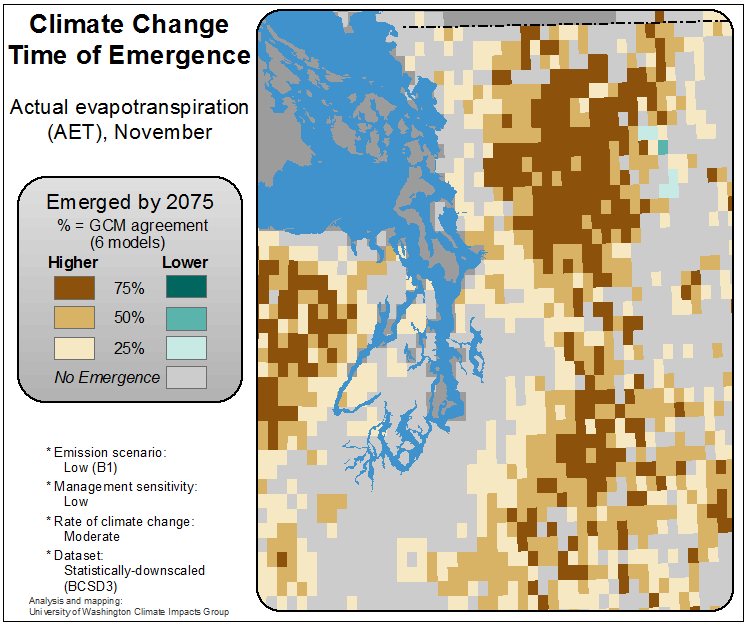 Climate Change
Time of Emergence
Actual evapotranspiration
(AET), November
Emerged by 2075
% = GCM agreement
(6 models)
Higher Lower
75%
50%
25%
No Emergence
* Emission scenario:
Low (B1)
* Management sensitivity:
Low
* Rate of climate change:
Moderate
* Dataset:
Statistically-downscaled
(BCSD3)
Analysis and mapping:
University of Washington Climate Impacts Group